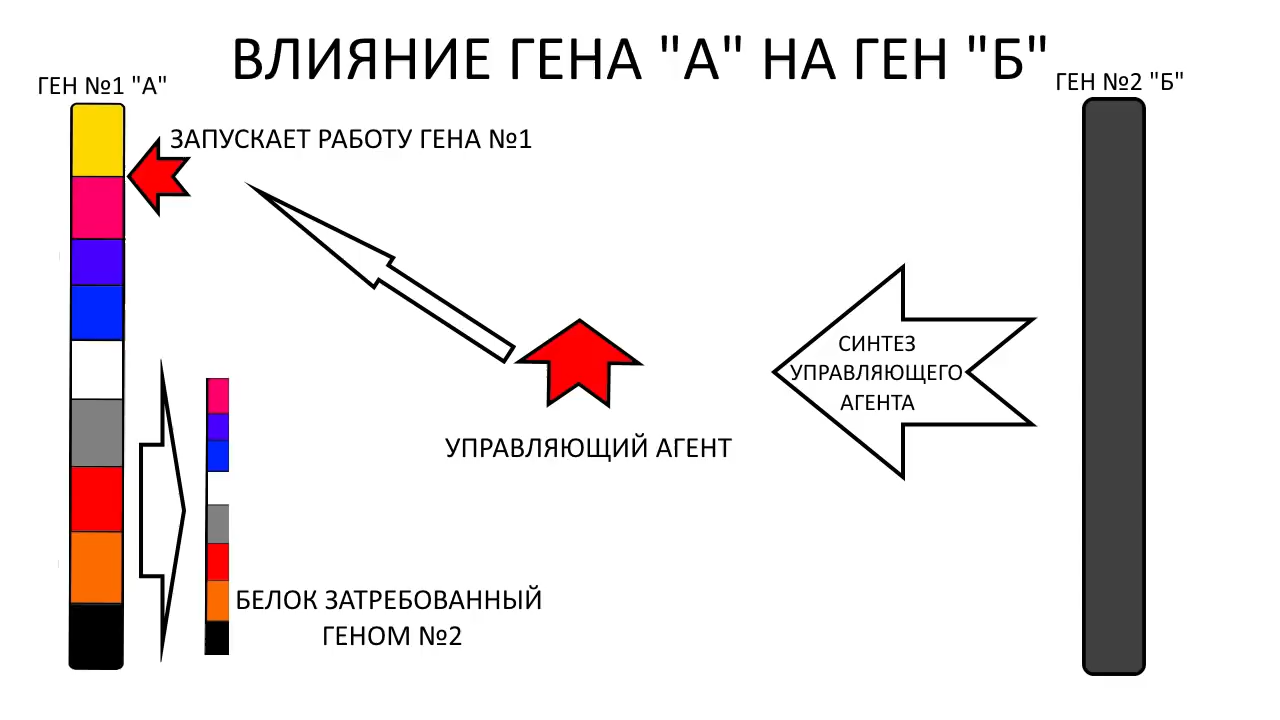 ВЛИЯНИЕ ГЕНА "А" НА ГЕН "Б"
ГЕН №1 "А"
ГЕН №2 "Б"
ЗАПУСКАЕТ РАБОТУ ГЕНА №1
СИНТЕЗ
УПРАВЛЯЮЩЕГО
АГЕНТА
УПРАВЛЯЮЩИЙ АГЕНТ
БЕЛОК ЗАТРЕБОВАННЫЙ
ГЕНОМ №2